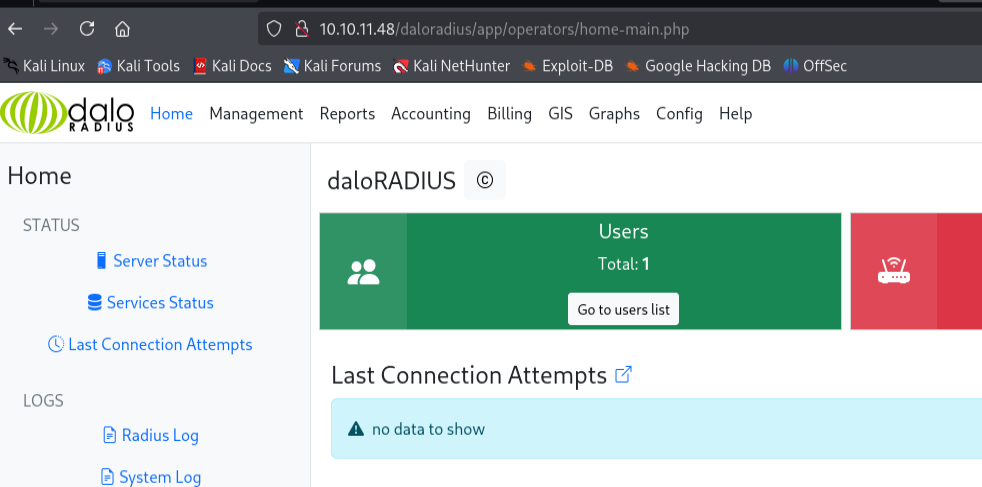 10.10.11.48/daloradius/app/operators/home-main.php
Kali Linux Kali Tools Kali Docs Kali Forums Kali NetHunter Exploit-DB Google Hacking DB OffSec
dalo RADIUS Home Management Reports Accounting Billing GIS Graphs Config Help
Home
STATUS
Server Status
Services Status
Last Connection Attempts
LOGS
Radius Log
System Log
daloRADIUS ©
Users
Total: 1
Go to users list
Last Connection Attempts
no data to show